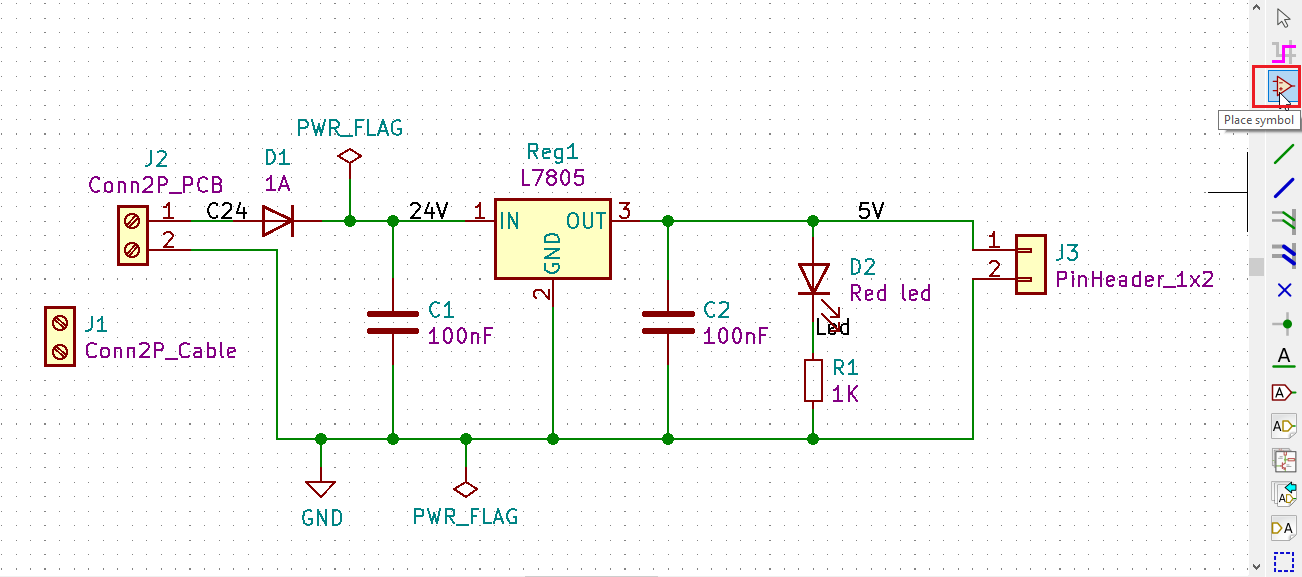 PWR_FLAG
J2
Conn2P_PCB
D1
1A
1
C24
2
24V
Reg1
L7805
1
IN
OUT
3
GND
2
5V
1
2
J3
PinHeader_1x2
C1
100nF
C2
100nF
D2
Red led
Led
R1
1K
J1
Conn2P_Cable
GND
PWR_FLAG
Place symbol
A
A
AD
AD
DA